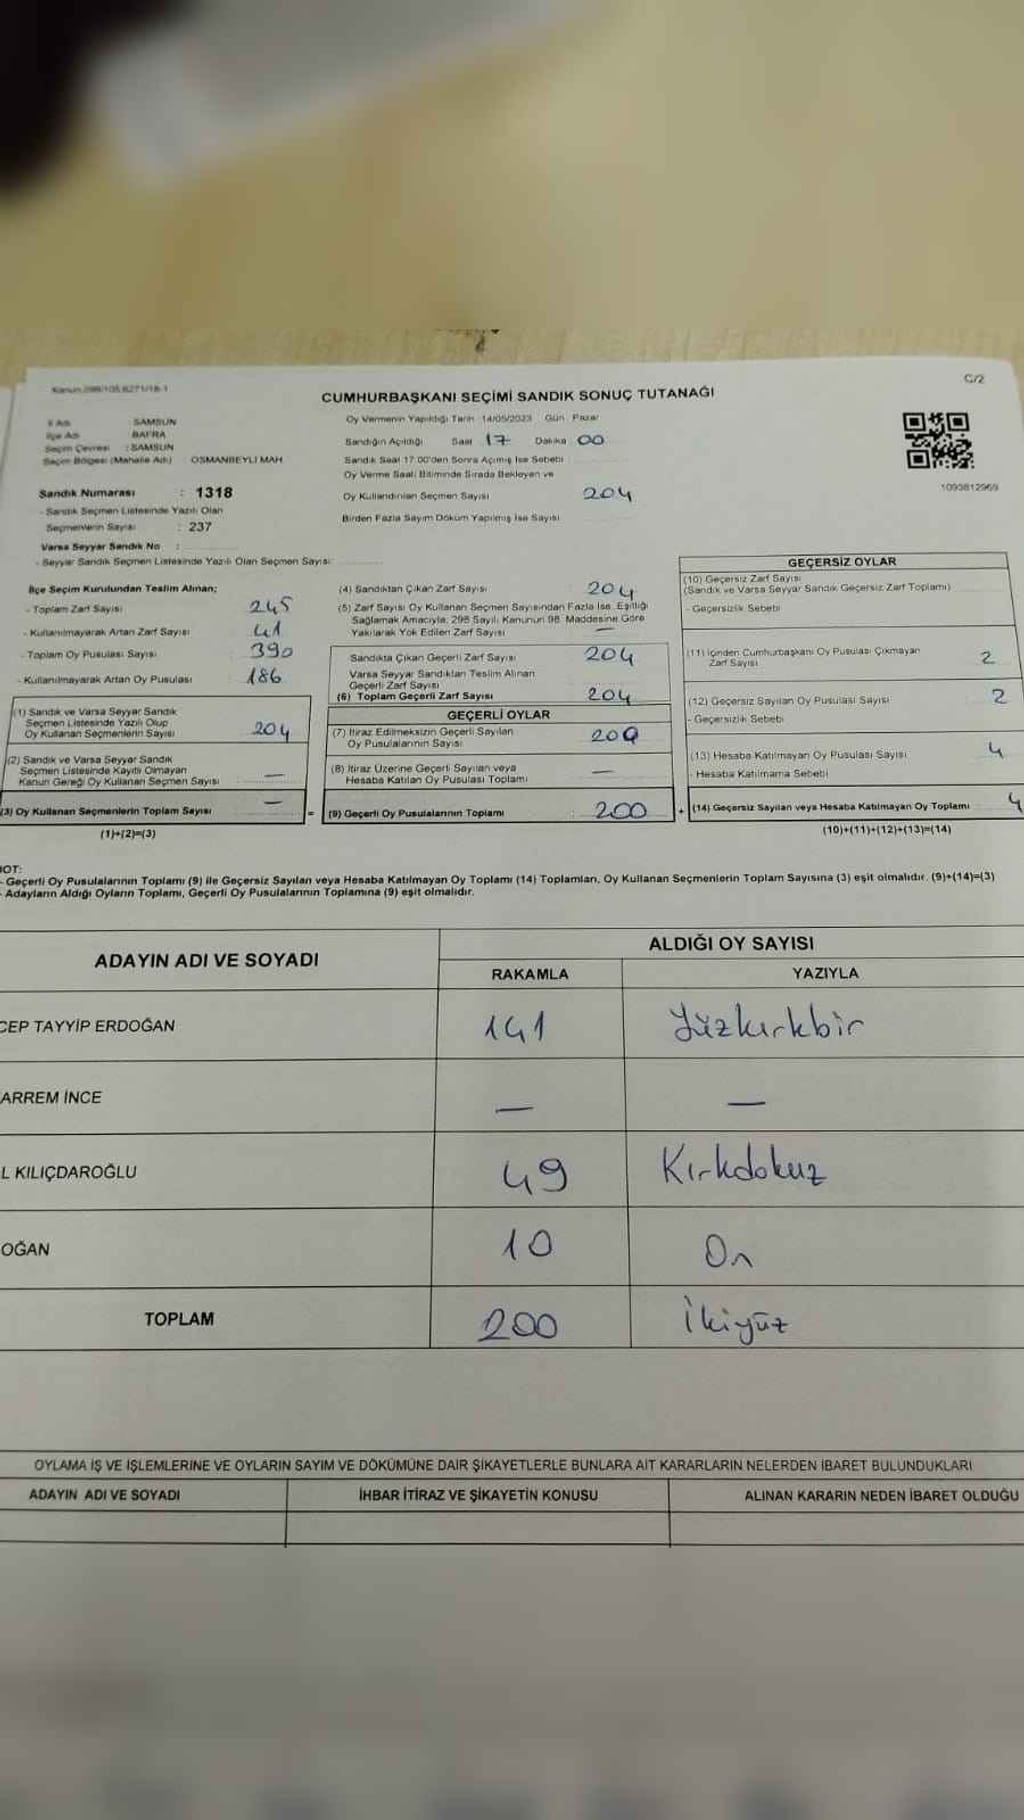 C/2
CUMHURBAŞKANI SEÇİMİ SANDIK SONUÇ TUTANAĞI
İl Adı : SAMSUN
İlçe Adı : BAFRA
Seçim Çevresi : SAMSUN
Seçim Bölgesi (Mahalle Adı) : OSMANBEYLİ MAH
Sandık Numarası : 1318
- Sandık Seçmen Listesinde Yazılı Olan
Seçmenlerin Sayısı : 237
Varsa Seyyar Sandık No :
- Seyyar Sandık Seçmen Listesinde Yazılı Olan Seçmen Sayısı:
Oy Vermenin Yapıldığı Tarih 14/05/2023 Gün Pazar
Sandığın Açıldığı Saat 17 Dakika 00
Sandık Saat 17:00'den Sonra Açılmış İse Sebebi
Oy Verme Saati Bitiminde Sırada Bekleyen ve
Oy Kullandırılan Seçmen Sayısı 204
Birden Fazla Sayım Döküm Yapılmış İse Sayısı
1093812969
İlçe Seçim Kurulundan Teslim Alınan;
- Toplam Zarf Sayısı 245
- Kullanılmayarak Artan Zarf Sayısı 41
- Toplam Oy Pusulası Sayısı 390
- Kullanılmayarak Artan Oy Pusulası 186
(1) Sandık ve Varsa Seyyar Sandık
Seçmen Listesinde Yazılı Olup
Oy Kullanan Seçmenlerin Sayısı 204
(2) Sandık ve Varsa Seyyar Sandık
Seçmen Listesinde Kayıtlı Olmayan
Kanun Gereği Oy Kullanan Seçmen Sayısı —
(3) Oy Kullanan Seçmenlerin Toplam Sayısı —
(1)+(2)=(3)
(4) Sandıktan Çıkan Zarf Sayısı 204
(5) Zarf Sayısı Oy Kullanan Seçmen Sayısından Fazla İse, Eşitliği
Sağlamak Amacıyla, 298 Sayılı Kanunun 98. Maddesine Göre
Yakılarak Yok Edilen Zarf Sayısı —
Sandıkta Çıkan Geçerli Zarf Sayısı 204
Varsa Seyyar Sandıktan Teslim Alınan
Geçerli Zarf Sayısı
(6) Toplam Geçerli Zarf Sayısı 204
GEÇERLİ OYLAR
(7) İtiraz Edilmeksizin Geçerli Sayılan
Oy Pusulalarının Sayısı 200
(8) İtiraz Üzerine Geçerli Sayılan veya
Hesaba Katılan Oy Pusulası Toplamı —
= (9) Geçerli Oy Pusulalarının Toplamı 200 +
GEÇERSİZ OYLAR
(10) Geçersiz Zarf Sayısı
(Sandık ve Varsa Seyyar Sandık Geçersiz Zarf Toplamı)
- Geçersizlik Sebebi
(11) İçinden Cumhurbaşkanı Oy Pusulası Çıkmayan
Zarf Sayısı 2
(12) Geçersiz Sayılan Oy Pusulası Sayısı 2
- Geçersizlik Sebebi
(13) Hesaba Katılmayan Oy Pusulası Sayısı 4
- Hesaba Katılmama Sebebi
(14) Geçersiz Sayılan veya Hesaba Katılmayan Oy Toplamı 4
(10)+(11)+(12)+(13)=(14)
NOT:
- Geçerli Oy Pusulalarının Toplamı (9) ile Geçersiz Sayılan veya Hesaba Katılmayan Oy Toplamı (14) Toplamları, Oy Kullanan Seçmenlerin Toplam Sayısına (3) eşit olmalıdır. (9)+(14)=(3)
- Adayların Aldığı Oyların Toplamı, Geçerli Oy Pusulalarının Toplamına (9) eşit olmalıdır.
ADAYIN ADI VE SOYADI
ALDIĞI OY SAYISI
RAKAMLA YAZIYLA
CEP TAYYİP ERDOĞAN 141 Yüzkırkbir
ARREM İNCE — —
L KILIÇDAROĞLU 49 Kırkdokuz
OĞAN 10 On
TOPLAM 200 İkiyüz
OYLAMA İŞ VE İŞLEMLERİNE VE OYLARIN SAYIM VE DÖKÜMÜNE DAİR ŞİKAYETLERLE BUNLARA AİT KARARLARIN NELERDEN İBARET BULUNDUKLARI
ADAYIN ADI VE SOYADI İHBAR İTİRAZ VE ŞİKAYETİN KONUSU ALINAN KARARIN NEDEN İBARET OLDUĞU